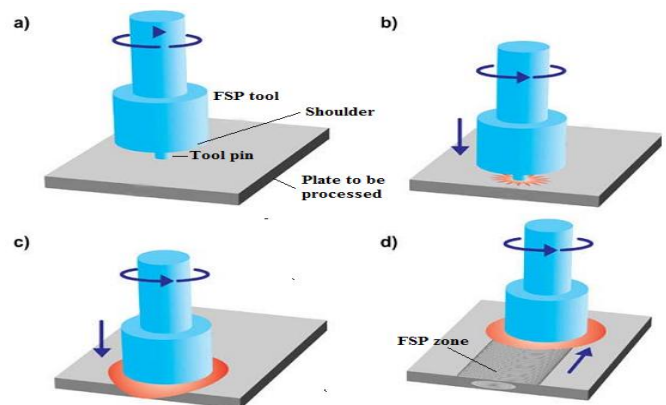 a)
FSP tool
Shoulder
Tool pin
Plate to be
processed
b)
c)
d)
FSP zone